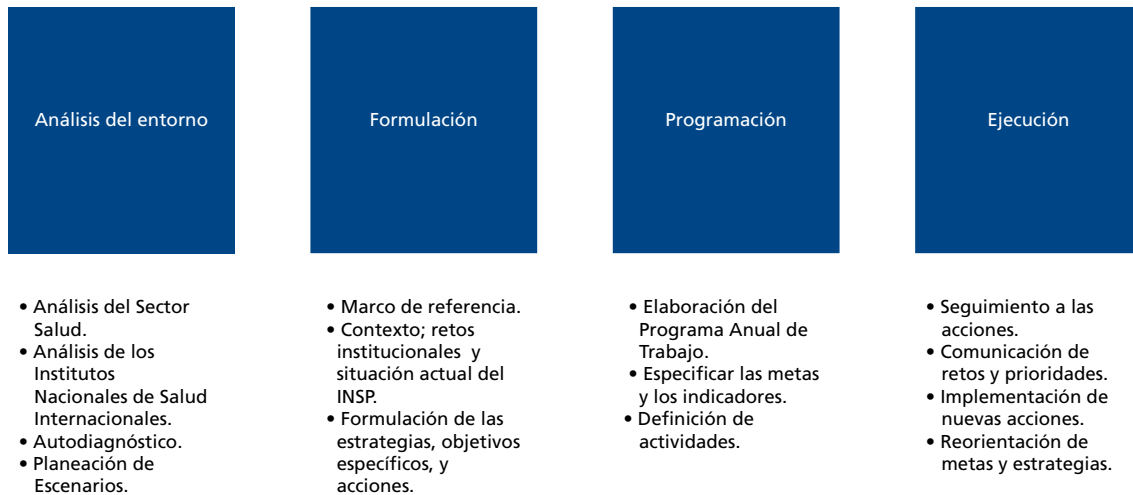 Análisis del entorno
• Análisis del Sector
Salud.
• Análisis de los
Institutos
Nacionales de Salud
Internacionales.
• Autodiagnóstico.
• Planeación de
Escenarios.
Formulación
• Marco de referencia.
• Contexto; retos
institucionales y
situación actual del
INSP.
• Formulación de las
estrategias, objetivos
específicos, y
acciones.
Programación
• Elaboración del
Programa Anual de
Trabajo.
• Especificar las metas
y los indicadores.
• Definición de
actividades.
Ejecución
• Seguimiento a las
acciones.
• Comunicación de
retos y prioridades.
• Implementación de
nuevas acciones.
• Reorientación de
metas y estrategias.